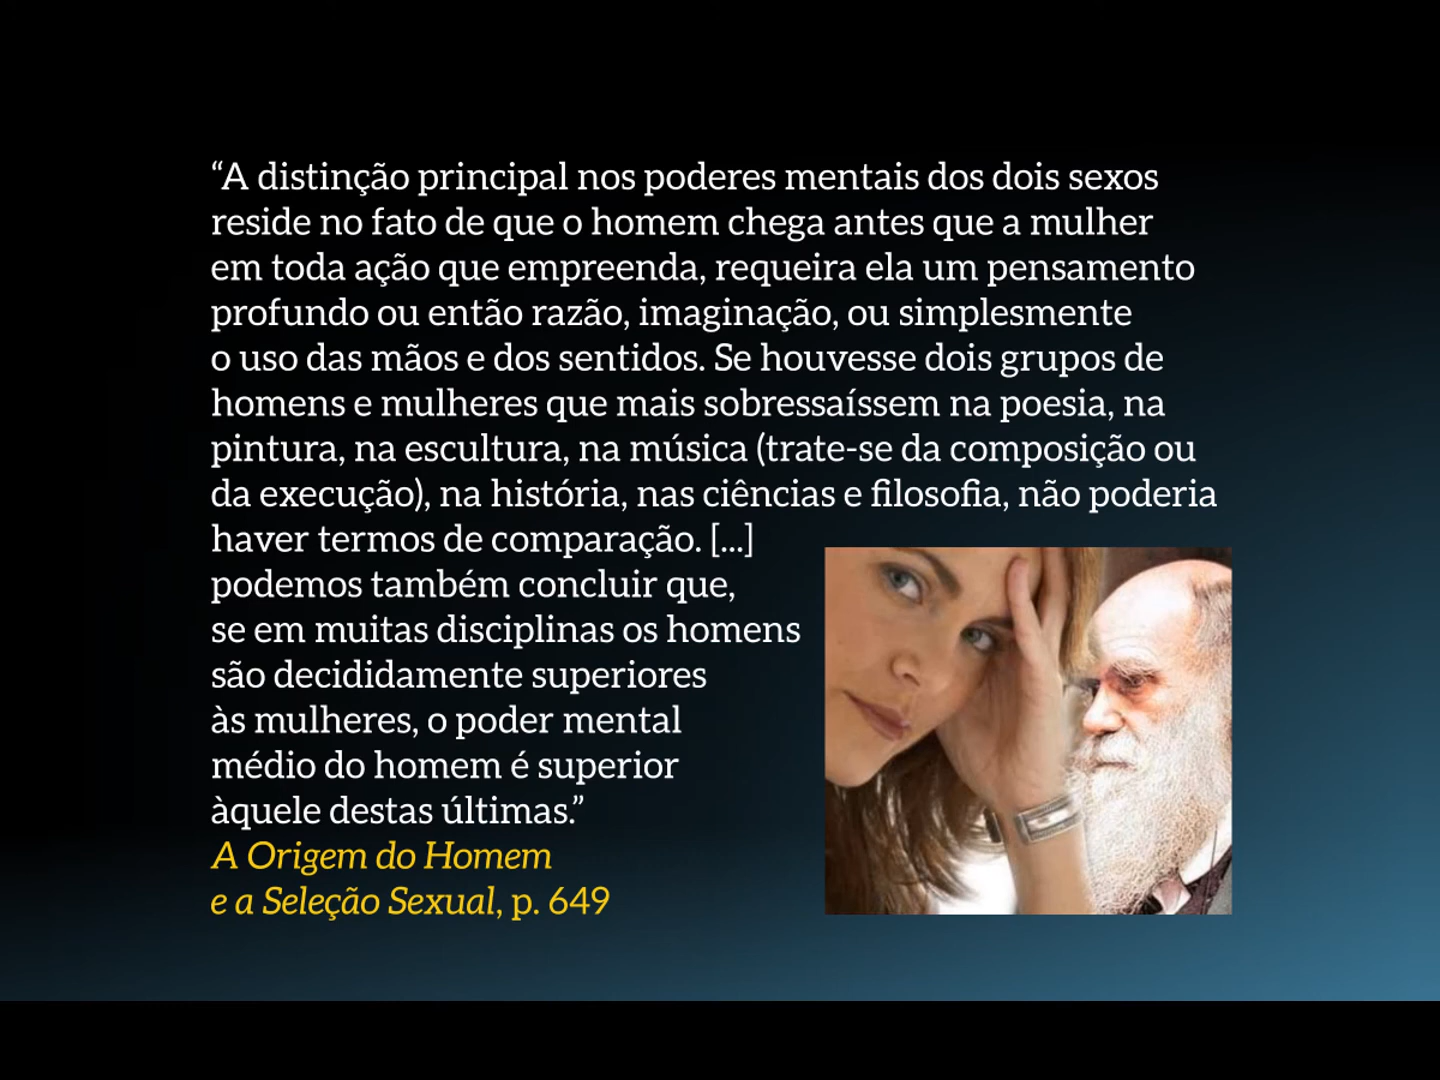 “A distinção principal nos poderes mentais dos dois sexos
reside no fato de que o homem chega antes que a mulher
em toda ação que empreenda, requeira ela um pensamento
profundo ou então razão, imaginação, ou simplesmente
o uso das mãos e dos sentidos. Se houvesse dois grupos de
homens e mulheres que mais sobressaíssem na poesia, na
pintura, na escultura, na música (trate-se da composição ou
da execução), na história, nas ciências e filosofia, não poderia
haver termos de comparação. [...]
podemos também concluir que,
se em muitas disciplinas os homens
são decididamente superiores
às mulheres, o poder mental
médio do homem é superior
àquele destas últimas.”
A Origem do Homem
e a Seleção Sexual, p. 649